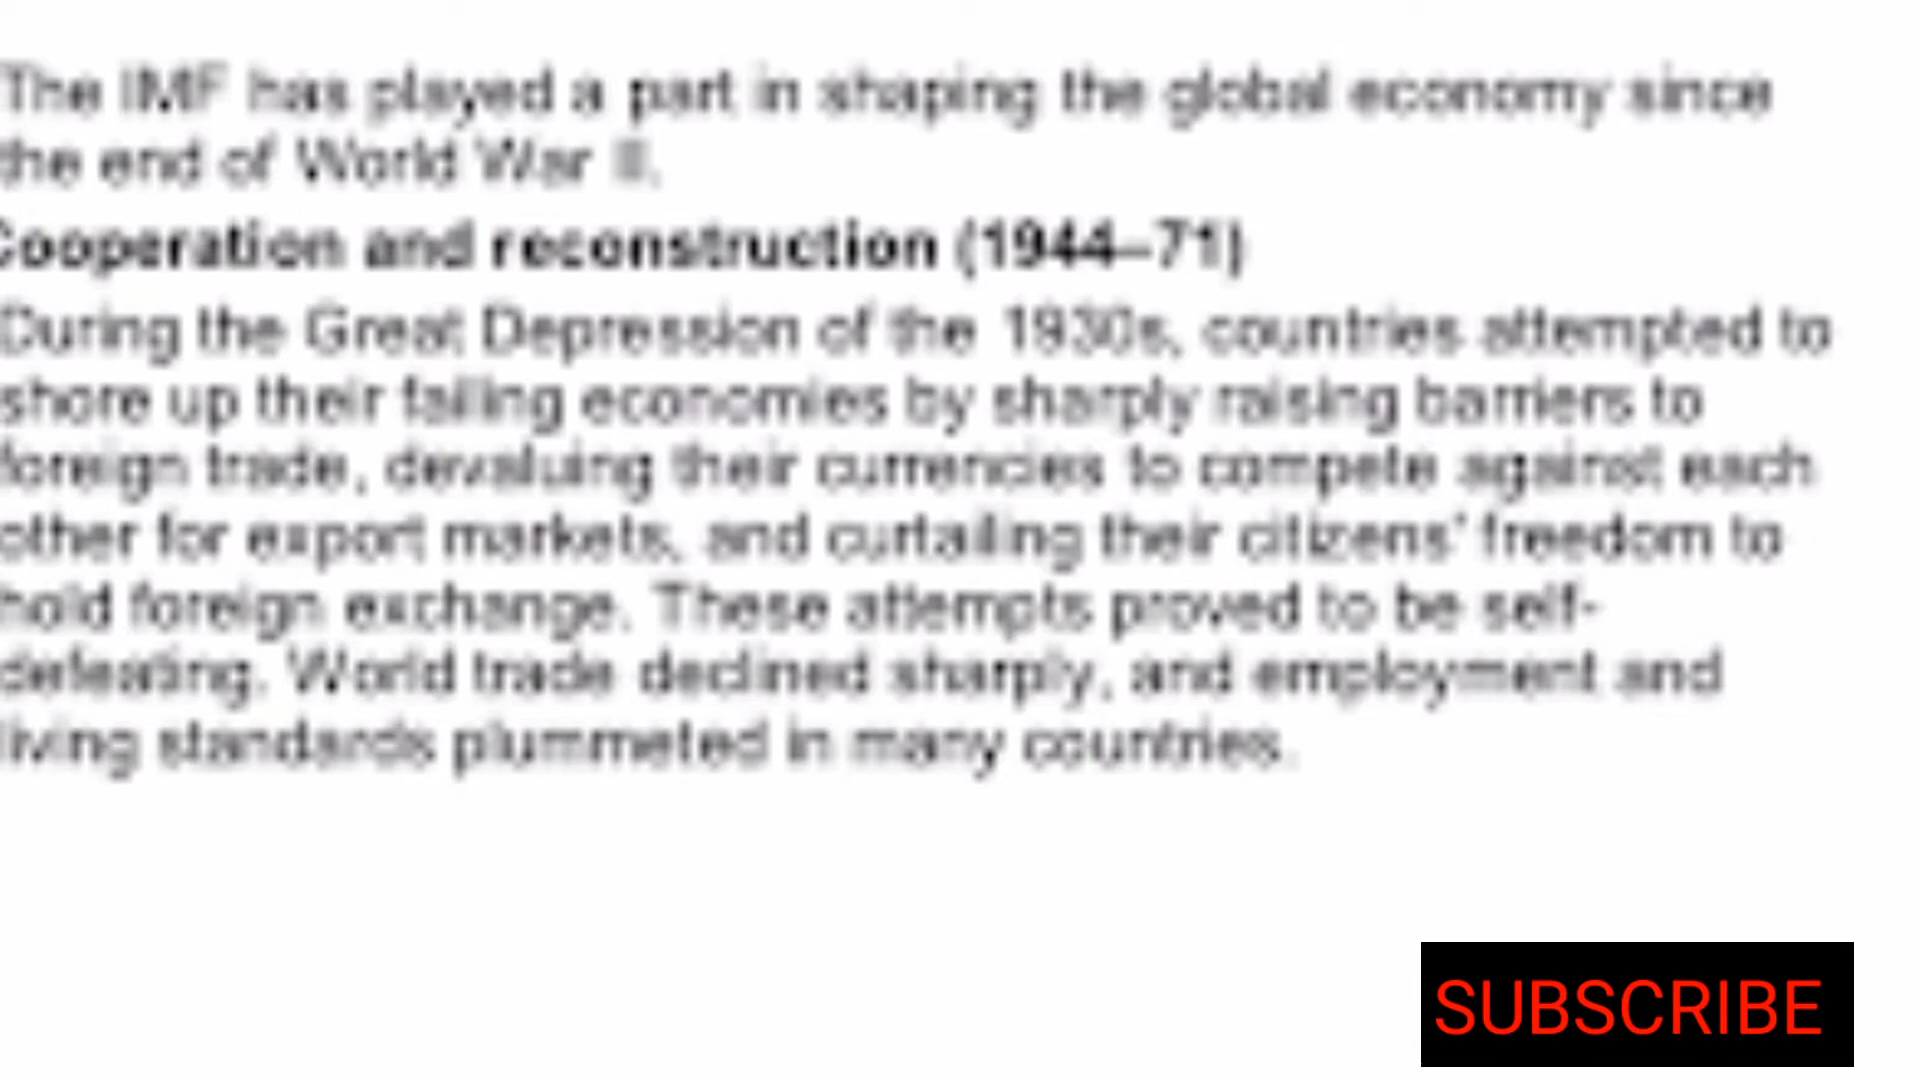 The IMF has played a part in shaping the global economy since
the end of World War II.
Cooperation and reconstruction (1944–71)
During the Great Depression of the 1930s, countries attempted to
shore up their failing economies by sharply raising barriers to
foreign trade, devaluing their currencies to compete against each
other for export markets, and curtailing their citizens' freedom to
hold foreign exchange. These attempts proved to be self-
defeating. World trade declined sharply, and employment and
living standards plummeted in many countries.
SUBSCRIBE